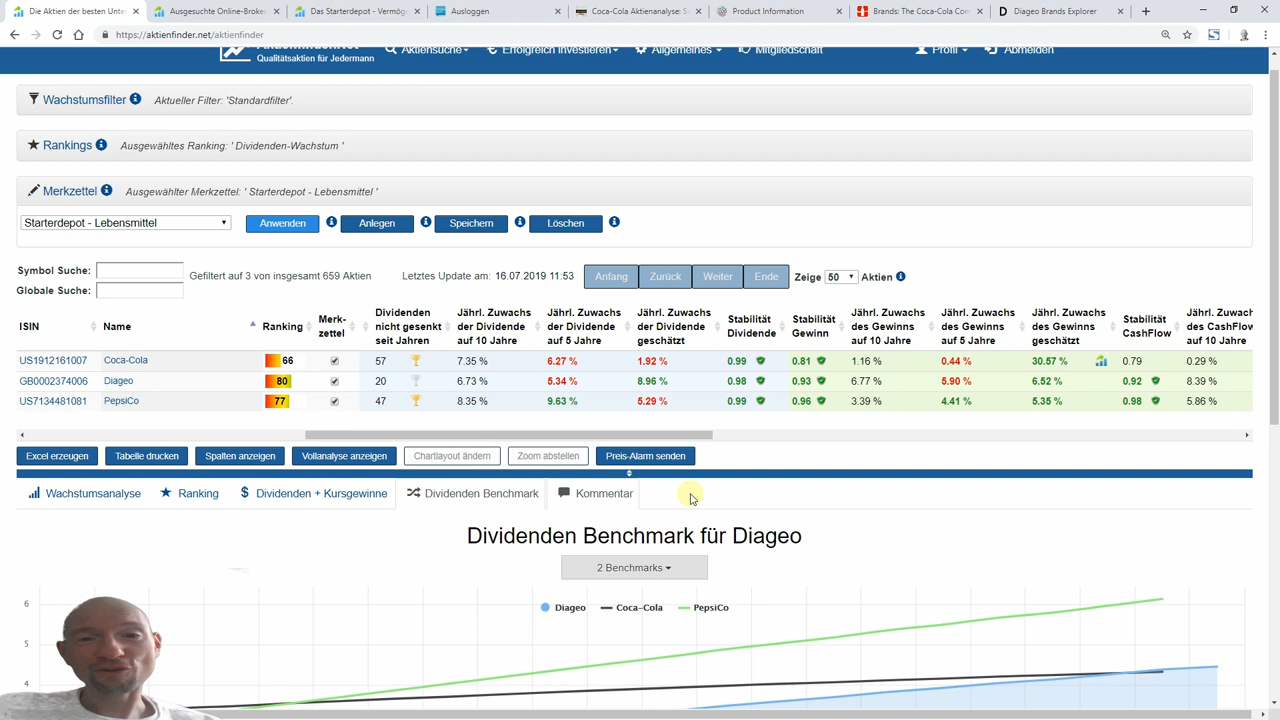 Die Aktien der besten Unte
Ausgesuchte Online-Broke
Das Starterdepot - Vermög
Ausloggen
Coca-Cola Aktienanalyse: S
Product Information
Brands: The Coca-Cola Com
Diageo Brands Explorer
https://aktienfinder.net/aktienfinder
Aktienfinder.Net
Qualitätsaktien für Jedermann
Aktiensuche
Erfolgreich Investieren
Allgemeines
Mitgliedschaft
Profil
Abmelden
Wachstumsfilter Aktueller Filter: 'Standardfilter'.
Rankings Ausgewähltes Ranking: ' Dividenden-Wachstum '
Merkzettel Ausgewählter Merkzettel: ' Starterdepot - Lebensmittel '
Starterdepot - Lebensmittel Anwenden Anlegen Speichern Löschen
Symbol Suche: Gefiltert auf 3 von insgesamt 659 Aktien Letztes Update am: 16.07.2019 11:53 Anfang Zurück Weiter Ende Zeige 50 Aktien
Globale Suche:
Dividenden Jährl. Zuwachs Jährl. Zuwachs Jährl. Zuwachs Jährl. Zuwachs Jährl. Zuwachs Jährl. Zuwachs Jährl. Zuwachs
ISIN Name Ranking Merk-zettel nicht gesenkt der Dividende der Dividende der Dividende Stabilität Stabilität des Gewinns des Gewinns des Gewinns Stabilität des CashFlow
seit Jahren auf 10 Jahre auf 5 Jahre geschätzt Dividende Gewinn auf 10 Jahre auf 5 Jahre geschätzt CashFlow auf 10 Jahre
US1912161007 Coca-Cola 66 57 7.35 % 6.27 % 1.92 % 0.99 0.81 1.16 % 0.44 % 30.57 % 0.79 0.29 %
GB0002374006 Diageo 80 20 6.73 % 5.34 % 8.96 % 0.98 0.93 6.77 % 5.90 % 6.52 % 0.92 8.39 %
US7134481081 PepsiCo 77 47 8.35 % 9.63 % 5.29 % 0.99 0.96 3.39 % 4.41 % 5.35 % 0.98 5.86 %
Excel erzeugen Tabelle drucken Spalten anzeigen Vollanalyse anzeigen Chartlayout ändern Zoom abstellen Preis-Alarm senden
Wachstumsanalyse Ranking Dividenden + Kursgewinne Dividenden Benchmark Kommentar
Dividenden Benchmark für Diageo
2 Benchmarks
Diageo Coca-Cola PepsiCo
6
5
4